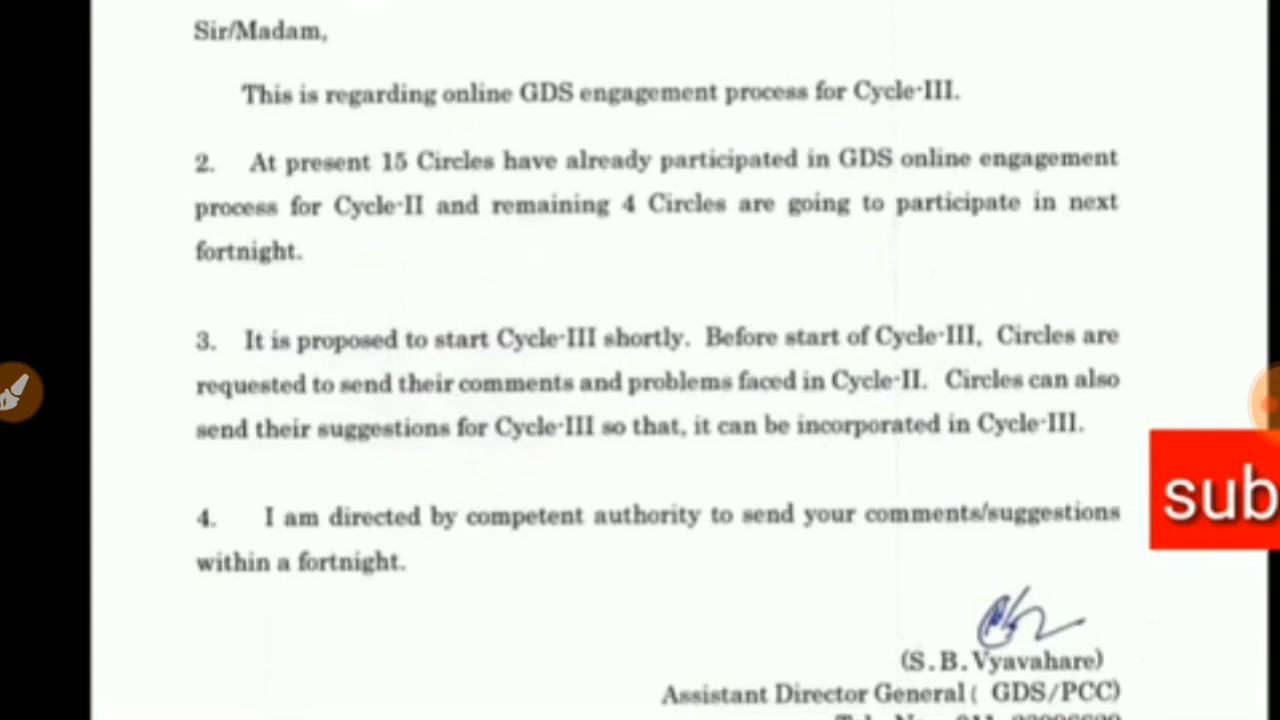 Sir/Madam,
This is regarding online GDS engagement process for Cycle-III.
2. At present 15 Circles have already participated in GDS online engagement
process for Cycle-II and remaining 4 Circles are going to participate in next
fortnight.
3. It is proposed to start Cycle-III shortly. Before start of Cycle-III, Circles are
requested to send their comments and problems faced in Cycle-II. Circles can also
send their suggestions for Cycle-III so that, it can be incorporated in Cycle-III.
sub
4. I am directed by competent authority to send your comments/suggestions
within a fortnight.
(S.B.Vyavahare)
Assistant Director General( GDS/PCC)